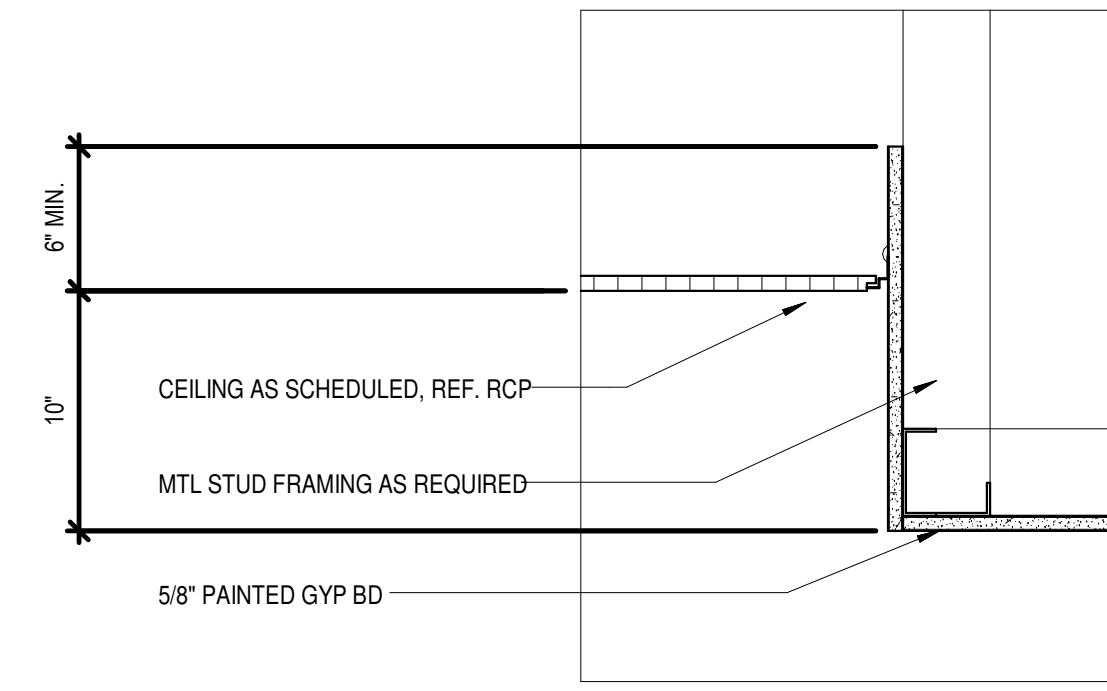 6" MIN.
10"
CEILING AS SCHEDULED, REF. RCP
MTL STUD FRAMING AS REQUIRED
5/8" PAINTED GYP BD